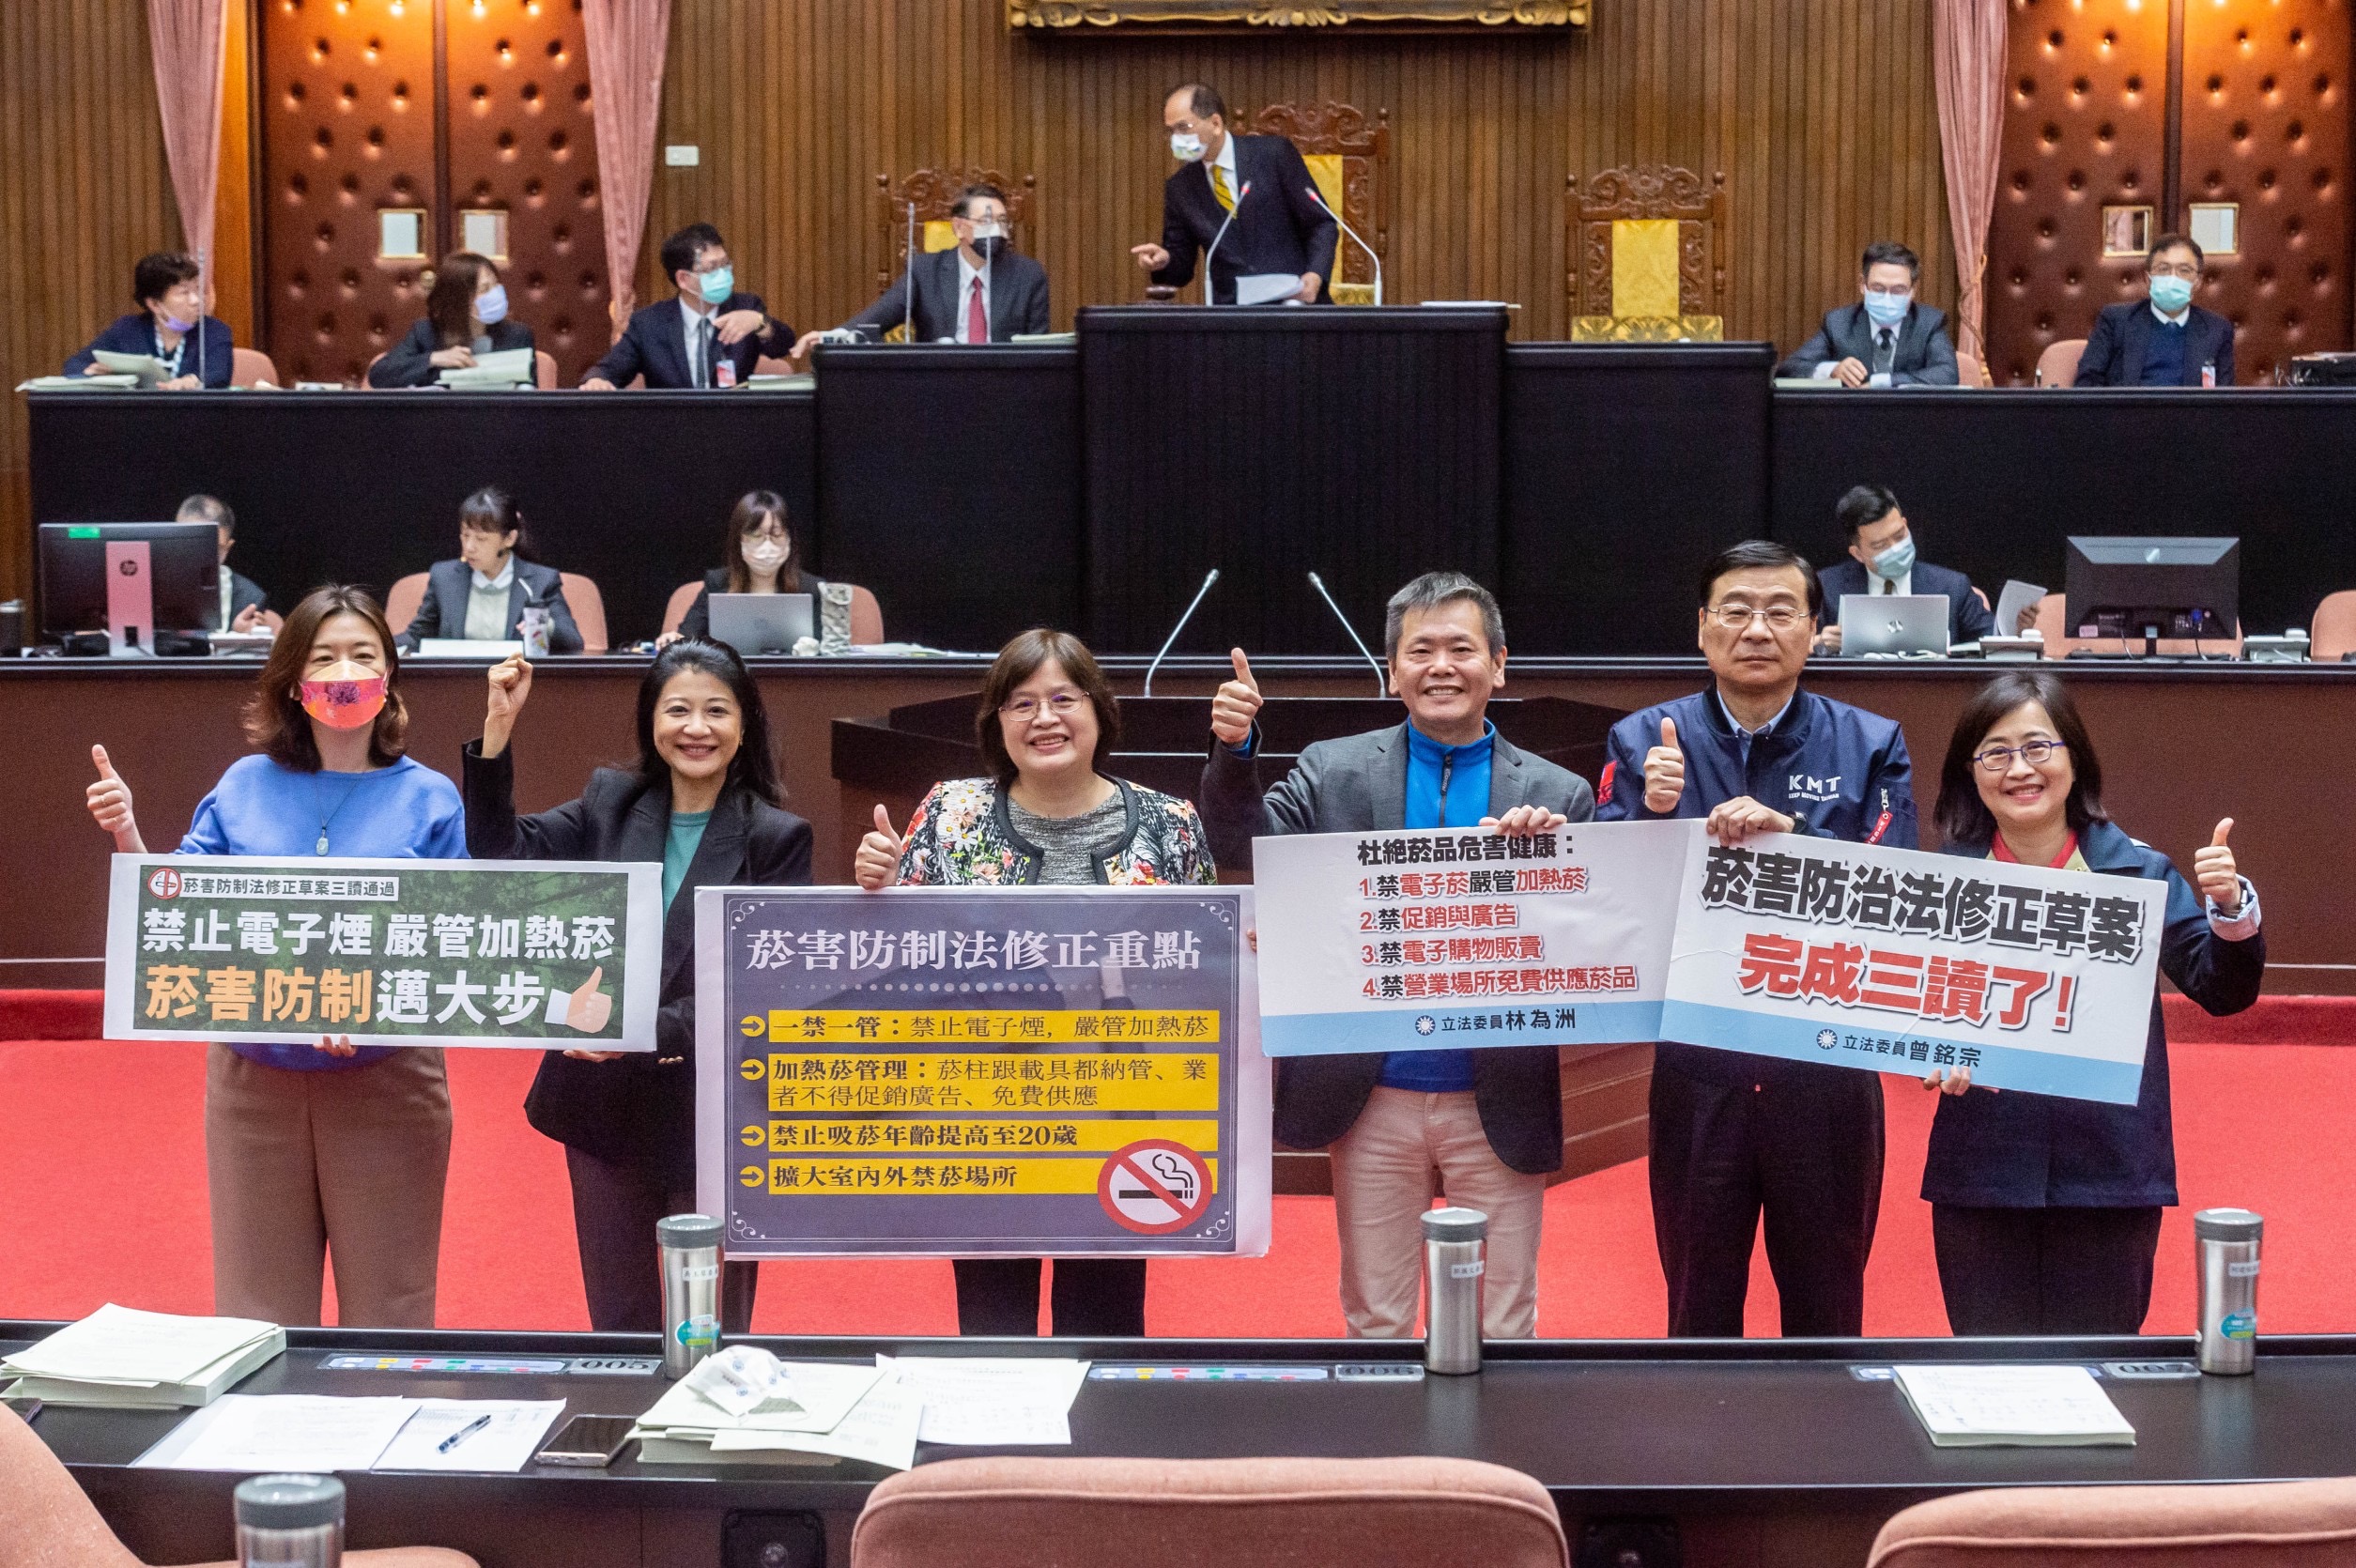 菸害防制法修正草案三讀通過
禁止電子煙 嚴管加熱菸
菸害防制邁大步
菸害防制法修正重點
一禁一管：禁止電子煙，嚴管加熱菸
加熱菸管理：菸柱跟載具都納管、業
者不得促銷廣告、免費供應
禁止吸菸年齡提高至20歲
擴大室內外禁菸場所
杜絕菸品危害健康：
1.禁電子菸嚴管加熱菸
2.禁促銷與廣告
3.禁電子購物販賣
4.禁營業場所免費供應菸品
立法委員林為洲
菸害防治法修正草案
完成三讀了！
立法委員曾銘宗
KMT
KEEP MOVING TAIWAN
hp
005
006
007